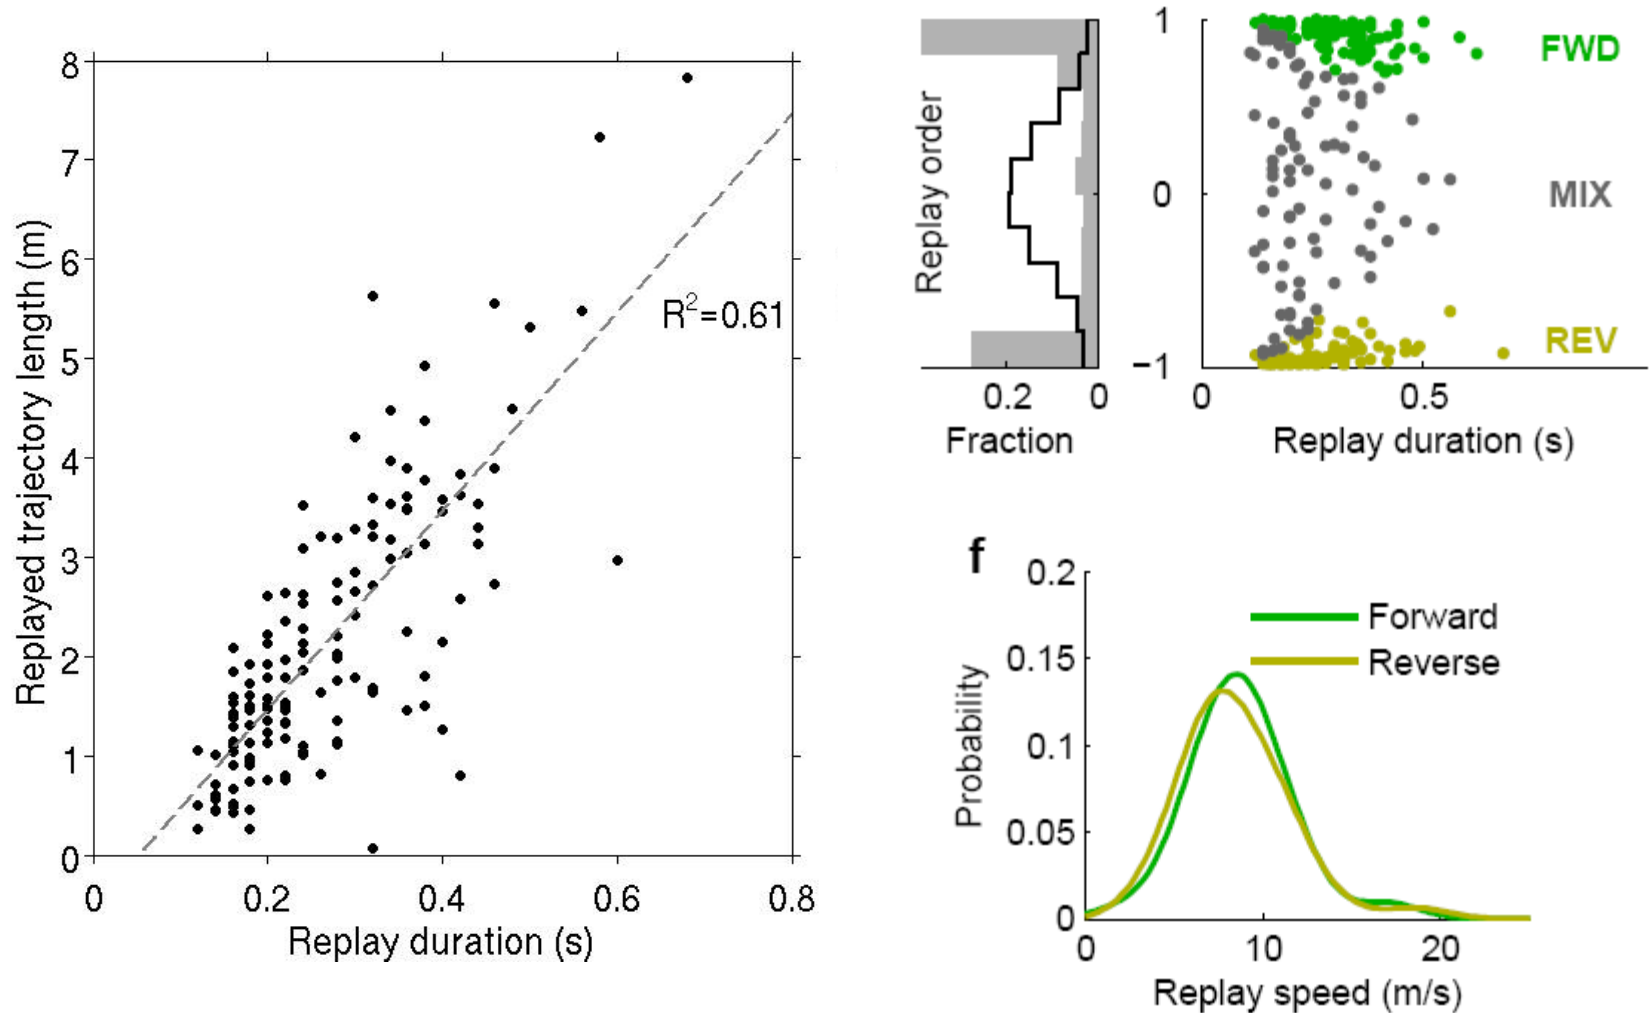 8
7
6
5
4
3
2
1
0
0
0.2
0.4
0.6
0.8
Replayed trajectory length (m)
Replay duration (s)
R²=0.61
Replay order
0.2
0
Fraction
1
0
−1
0
0.5
Replay duration (s)
FWD
MIX
REV
f
0.2
0.15
0.1
0.05
0
0
10
20
Probability
Replay speed (m/s)
Forward
Reverse